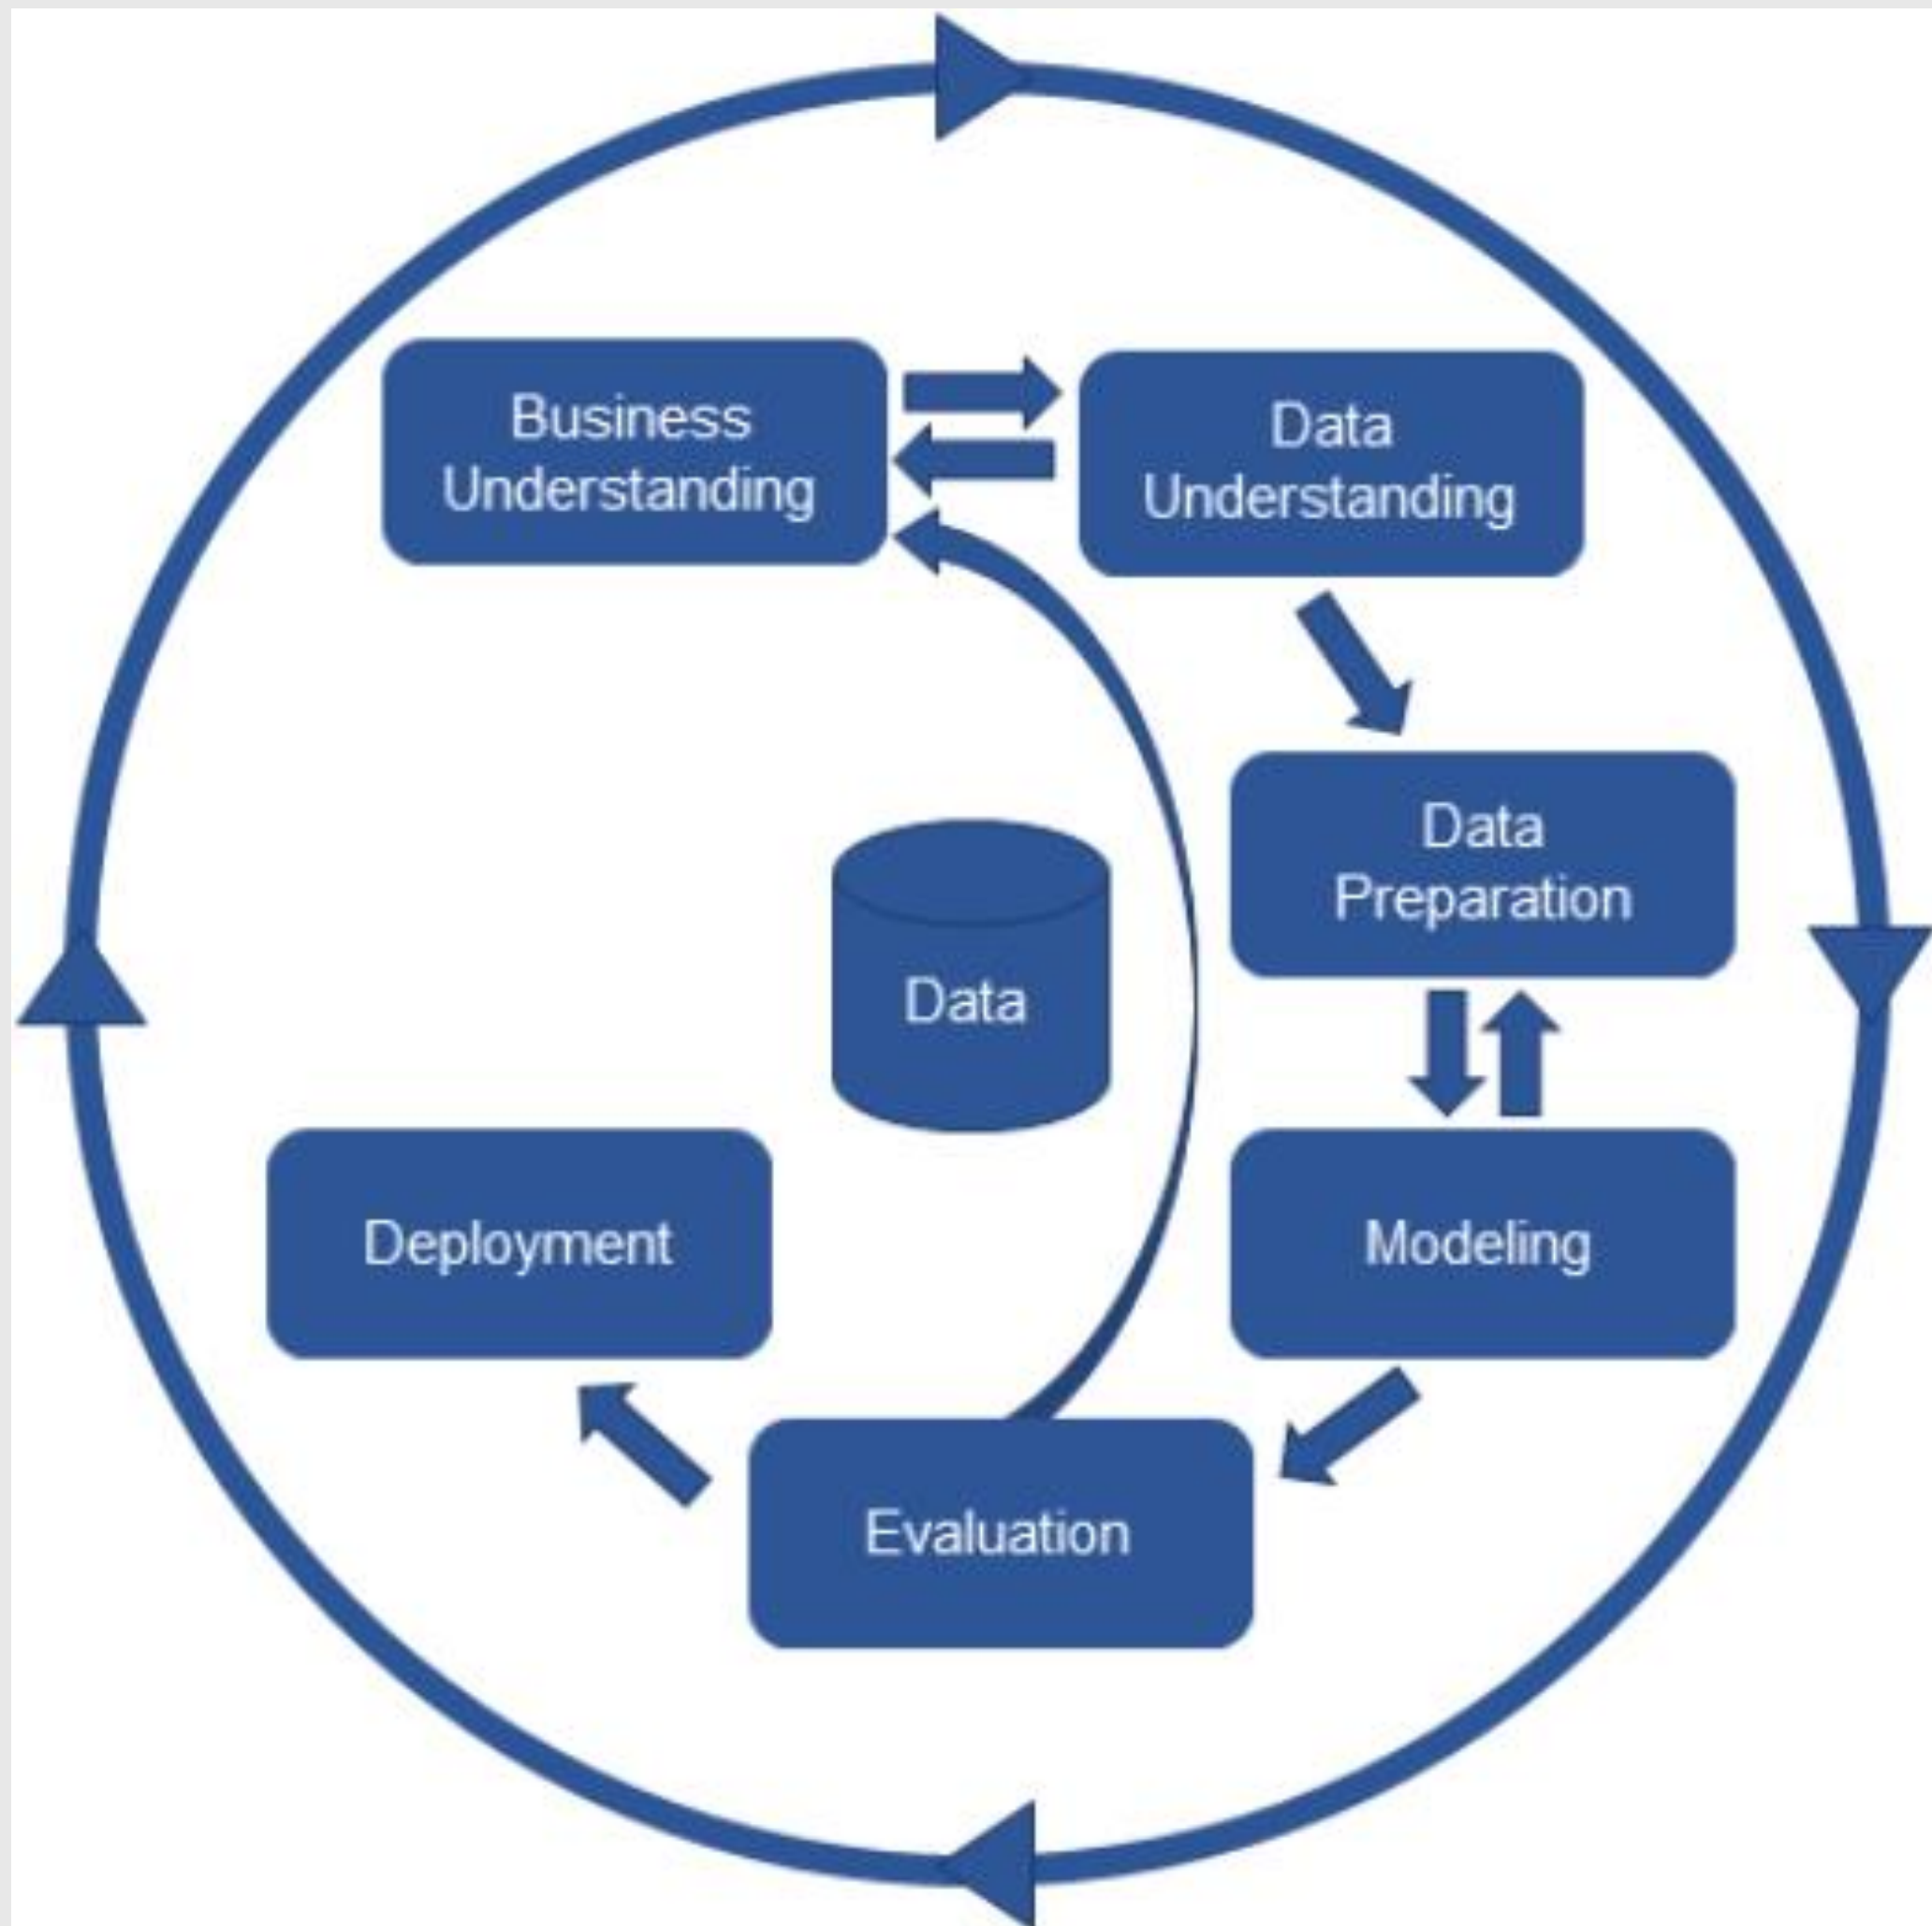 Business
Understanding
Data
Understanding
Data
Preparation
Data
Deployment
Modeling
Evaluation